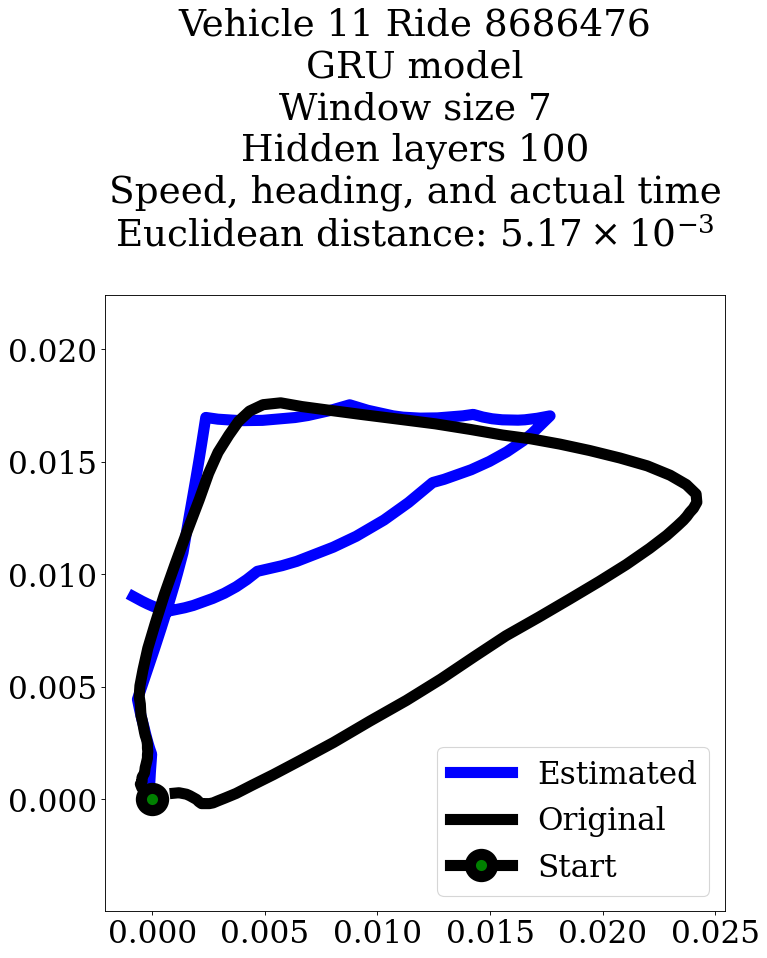 Vehicle 11 Ride 8686476
GRU model
Window size 7
Hidden layers 100
Speed, heading, and actual time
Euclidean distance: 5.17 × 10⁻³
0.020
0.015
0.010
0.005
0.000
Estimated
Original
Start
0.000 0.005 0.010 0.015 0.020 0.025